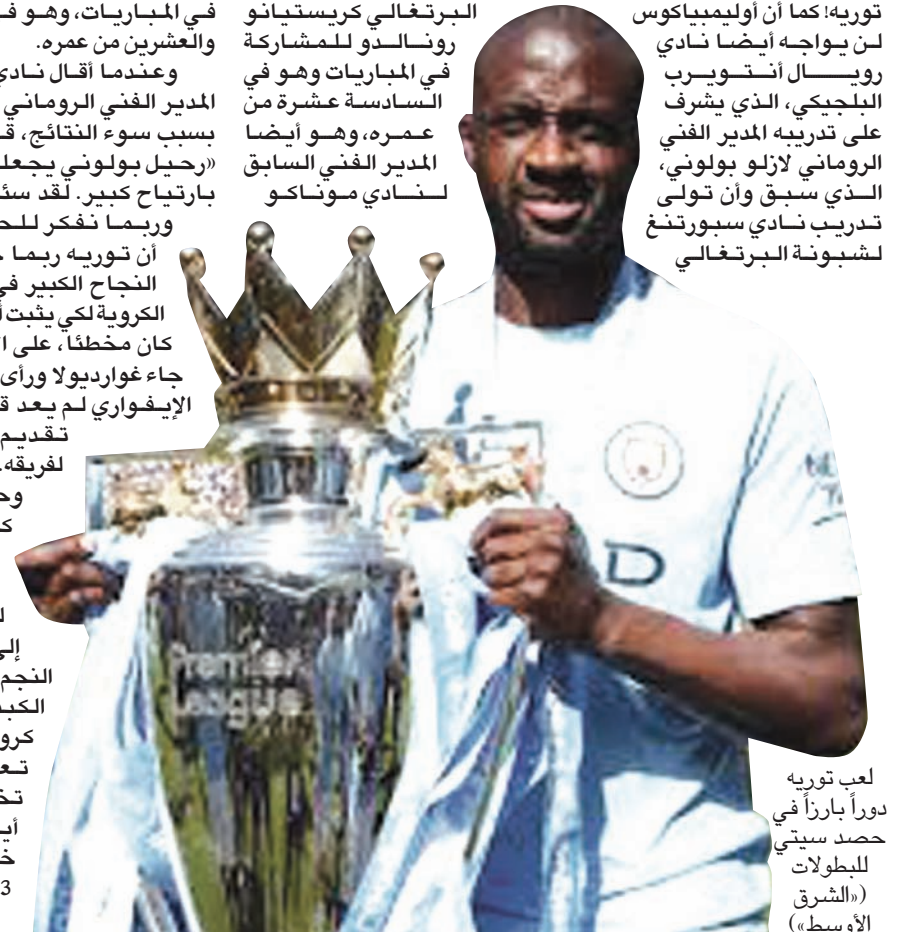 توريه! كما أن أوليمبياكوس
لن يواجه أيضا نادي
رويال أنتويرب
البلجيكي، الذي يشرف
على تدريبه المدير الفني
الروماني لازلو بولوني،
الذي سبق وأن تولى
تدريب نادي سبورتنغ
لشبونة البرتغالي
البرتغالي كريستيانو
رونالدو للمشاركة
في المباريات وهو في
السادسة عشرة من
عمره، وهو أيضا
المدير الفني السابق
لنادي موناكو
في المباريات، وهو
والعشرين من عمره.
وعندما أقال نادي
المدير الفني الروماني
بسبب سوء النتائج،
«رحيل بولوني
بارتياح كبير. لقد
وربما نفكر
أن توريه ربما
النجاح الكبير
الكروية لكي يثبت
كان مخطئا، على
جاء غوارديولا ورأى
الإيفواري لم يعد
تقديم
لفريقه.
النجم
3
Premier
League
لعب توريه
دوراً بارزاً في
حصد سيتي
للبطولات
(«الشرق
الأوسط»)